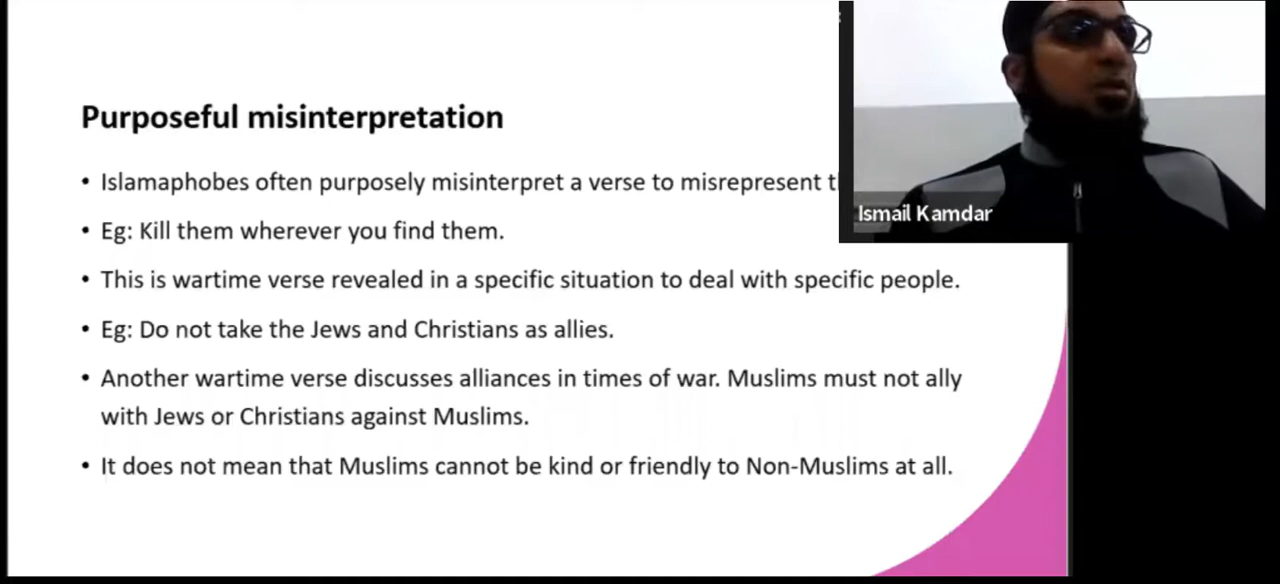 Purposeful misinterpretation
• Islamaphobes often purposely misinterpret a verse to misrepresent
• Eg: Kill them wherever you find them.
• This is wartime verse revealed in a specific situation to deal with specific people.
• Eg: Do not take the Jews and Christians as allies.
• Another wartime verse discusses alliances in times of war. Muslims must not ally
with Jews or Christians against Muslims.
• It does not mean that Muslims cannot be kind or friendly to Non-Muslims at all.
Ismail Kamdar